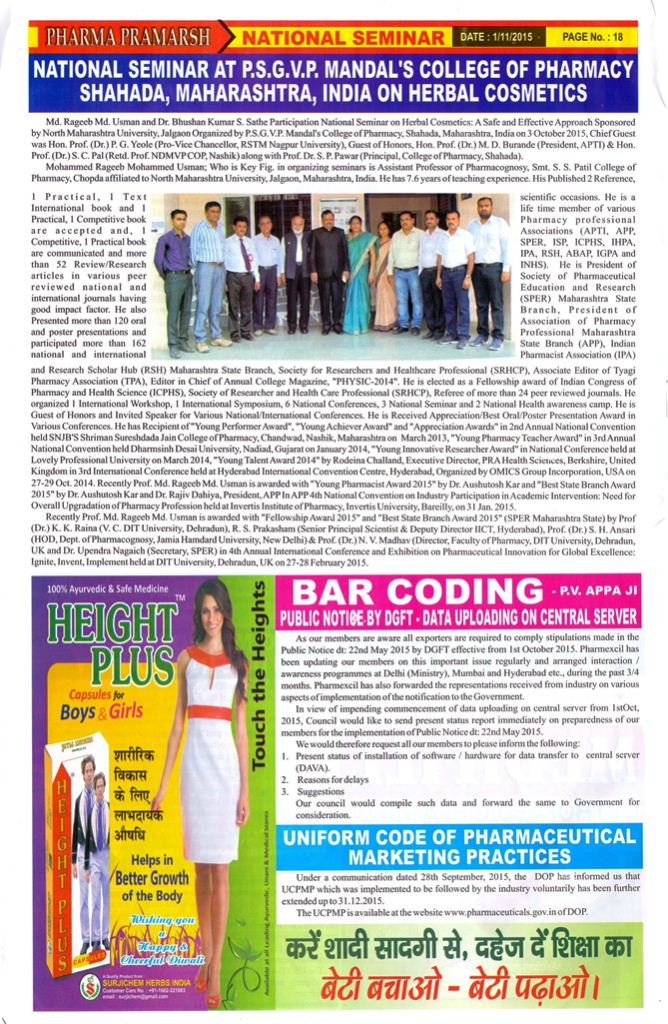 PHARMA PRAMARSH NATIONAL SEMINAR DATE : 1/11/2015 PAGE No. : 18
NATIONAL SEMINAR AT P.S.G.V.P. MANDAL'S COLLEGE OF PHARMACY
SHAHADA, MAHARASHTRA, INDIA ON HERBAL COSMETICS
Md. Rageeb Md. Usman and Dr. Bhushan Kumar S. Sathe Participation National Seminar on Herbal Cosmetics: A Safe and Effective Approach Sponsored
by North Maharashtra University, Jalgaon Organized by P.S.G.V.P. Mandal's College of Pharmacy, Shahada, Maharashtra, India on 3 October 2015, Chief Guest
was Hon. Prof. (Dr.) P. G. Yeole (Pro-Vice Chancellor, RSTM Nagpur University), Guest of Honors, Hon. Prof. (Dr.) M. D. Burande (President, APTI) & Hon.
Prof. (Dr.) S. C. Pal (Retd. Prof. NDMVP COP, Nashik) along with Prof. Dr. S. P. Pawar (Principal, College of Pharmacy, Shahada).
Mohammed Rageeb Mohammed Usman; Who is Key Fig. in organizing seminars is Assistant Professor of Pharmacognosy, Smt. S. S. Patil College of
Pharmacy, Chopda affiliated to North Maharashtra University, Jalgaon, Maharashtra, India. He has 7.6 years of teaching experience. His Published 2 Reference,
1 Practical, 1 Text
International book and 1
Practical, 1 Competitive book
are accepted and, 1
Competitive, 1 Practical book
are communicated and more
than 52 Review/Research
articles in various peer
reviewed national and
international journals having
good impact factor. He also
Presented more than 120 oral
and poster presentations and
participated more than 162
national and international
scientific occasions. He is a
life time member of various
Pharmacy professional
Associations (APTI, APP,
SPER, ISP, ICPHS, IHPA,
IPA, RSH, ABAP, IGPA and
INHS). He is President of
Society of Pharmaceutical
Education and Research
(SPER) Maharashtra State
Branch, President of
Association of Pharmacy
Professional Maharashtra
State Branch (APP), Indian
Pharmacist Association (IPA)
and Research Scholar Hub (RSH) Maharashtra State Branch, Society for Researchers and Healthcare Professional (SRHCP), Associate Editor of Tyagi
Pharmacy Association (TPA), Editor in Chief of Annual College Magazine, "PHYSIC-2014". He is elected as a Fellowship award of Indian Congress of
Pharmacy and Health Science (ICPHS), Society of Researcher and Health Care Professional (SRHCP), Referee of more than 24 peer reviewed journals. He
organized 1 International Workshop, 1 International Symposium, 6 National Conferences, 3 National Seminar and 2 National Health awareness camp. He is
Guest of Honors and Invited Speaker for Various National/International Conferences. He is Received Appreciation/Best Oral/Poster Presentation Award in
Various Conferences. He has Recipient of "Young Performer Award", "Young Achiever Award" and "Appreciation Awards" in 2nd Annual National Convention
held SNJB'S Shriman Sureshdada Jain College of Pharmacy, Chandwad, Nashik, Maharashtra on March 2013, "Young Pharmacy Teacher Award" in 3rd Annual
National Convention held Dharmsinh Desai University, Nadiad, Gujarat on January 2014, "Young Innovative Researcher Award" in National Conference held at
Lovely Professional University on March 2014, "Young Talent Award 2014" by Rodeina Challand, Executive Director, PRA Health Sciences, Berkshire, United
Kingdom in 3rd International Conference held at Hyderabad International Convention Centre, Hyderabad, Organized by OMICS Group Incorporation, USA on
27-29 Oct. 2014. Recently Prof. Md. Rageeb Md. Usman is awarded with "Young Pharmacist Award 2015" by Dr. Aushutosh Kar and "Best State Branch Award
2015" by Dr. Aushutosh Kar and Dr. Rajiv Dahiya, President, APP In APP 4th National Convention on Industry Participation in Academic Intervention: Need for
Overall Upgradation of Pharmacy Profession held at Invertis Institute of Pharmacy, Invertis University, Bareilly, on 31 Jan. 2015.
Recently Prof. Md. Rageeb Md. Usman is awarded with "Fellowship Award 2015" and "Best State Branch Award 2015" (SPER Maharashtra State) by Prof
(Dr.) K. K. Raina (V. C. DIT University, Dehradun), R. S. Prakasham (Senior Principal Scientist & Deputy Director IICT, Hyderabad), Prof. (Dr.) S. H. Ansari
(HOD, Dept. of Pharmacognosy, Jamia Hamdard University, New Delhi) & Prof. (Dr.) N. V. Madhav (Director, Faculty of Pharmacy, DIT University, Dehradun,
UK and Dr. Upendra Nagaich (Secretary, SPER) in 4th Annual International Conference and Exhibition on Pharmaceutical Innovation for Global Excellence:
Ignite, Invent, Implement held at DIT University, Dehradun, UK on 27-28 February 2015.
100% Ayurvedic & Safe Medicine
HEIGHT TM
PLUS
Capsules for
Boys & Girls
शारीरिक
विकास
के लिए
लाभदायक
औषधि
HEIGHT PLUS
CAPSULES
Helps in
Better Growth
of the Body
Wishing you
a
Happy &
Cheerful Diwali
A Quality Product from:
SURJICHEM HERBS INDIA
Customer Care No. : +91-1662-221883
email : surjichem@gmail.com
Touch the Heights
Available at all Leading Ayurvedic, Unani & Medical Stores
BAR CODING - P.V. APPA JI
PUBLIC NOTICE BY DGFT - DATA UPLOADING ON CENTRAL SERVER
As our members are aware all exporters are required to comply stipulations made in the
Public Notice dt: 22nd May 2015 by DGFT effective from 1st October 2015. Pharmexcil has
been updating our members on this important issue regularly and arranged interaction /
awareness programmes at Delhi (Ministry), Mumbai and Hyderabad etc., during the past 3/4
months. Pharmexcil has also forwarded the representations received from industry on various
aspects of implementation of the notification to the Government.
In view of impending commencement of data uploading on central server from 1stOct,
2015, Council would like to send present status report immediately on preparedness of our
members for the implementation of Public Notice dt: 22nd May 2015.
We would therefore request all our members to please inform the following:
1. Present status of installation of software / hardware for data transfer to central server
(DAVA).
2. Reasons for delays
3. Suggestions
Our council would compile such data and forward the same to Government for
consideration.
UNIFORM CODE OF PHARMACEUTICAL
MARKETING PRACTICES
Under a communication dated 28th September, 2015, the DOP has informed us that
UCPMP which was implemented to be followed by the industry voluntarily has been further
extended up to 31.12.2015.
The UCPMP is available at the website www.pharmaceuticals.gov.in of DOP.
करें शादी सादगी से, दहेज दें शिक्षा का
बेटी बचाओ - बेटी पढ़ाओ।